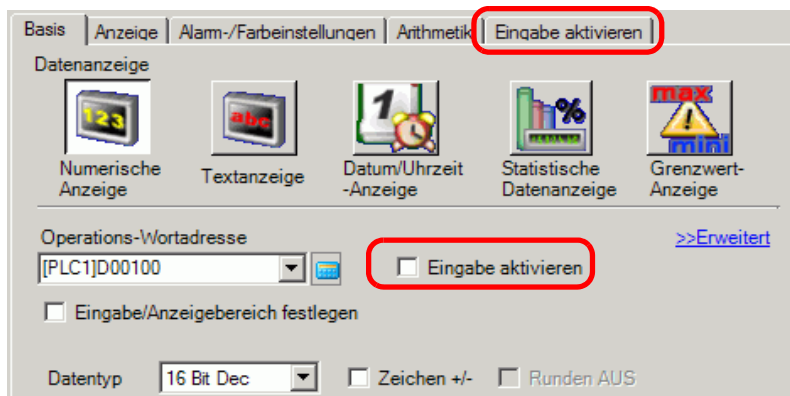 Basis Anzeige Alarm-/Farbeinstellungen Arithmetik Eingabe aktivieren
Datenanzeige
123 abc 1 % max mini
Numerische Anzeige
Textanzeige
Datum/Uhrzeit -Anzeige
Statistische Datenanzeige
Grenzwert- Anzeige
Operations-Wortadresse >>Erweitert
[PLC1]D00100 Eingabe aktivieren
Eingabe/Anzeigebereich festlegen
Datentyp 16 Bit Dec Zeichen +/- Runden AUS